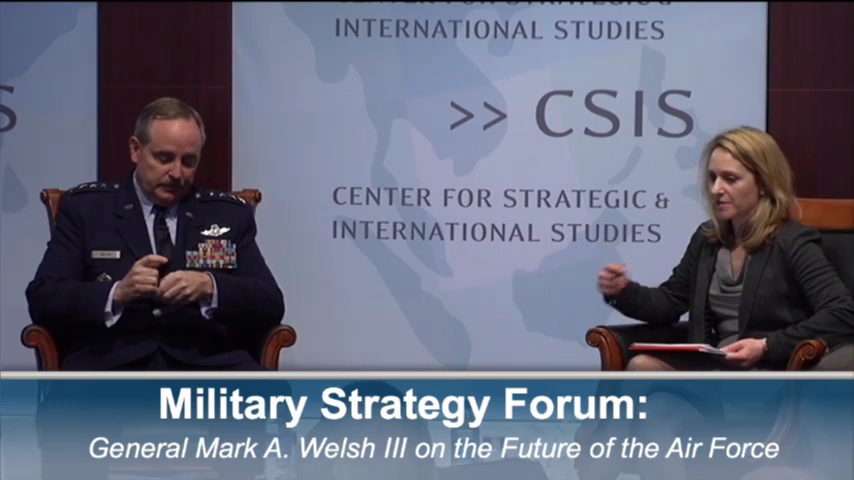 CENTER FOR STRATEGIC &
INTERNATIONAL STUDIES
>> CSIS
S
CENTER FOR STRATEGIC &
INTERNATIONAL STUDIES
Military Strategy Forum:
General Mark A. Welsh III on the Future of the Air Force